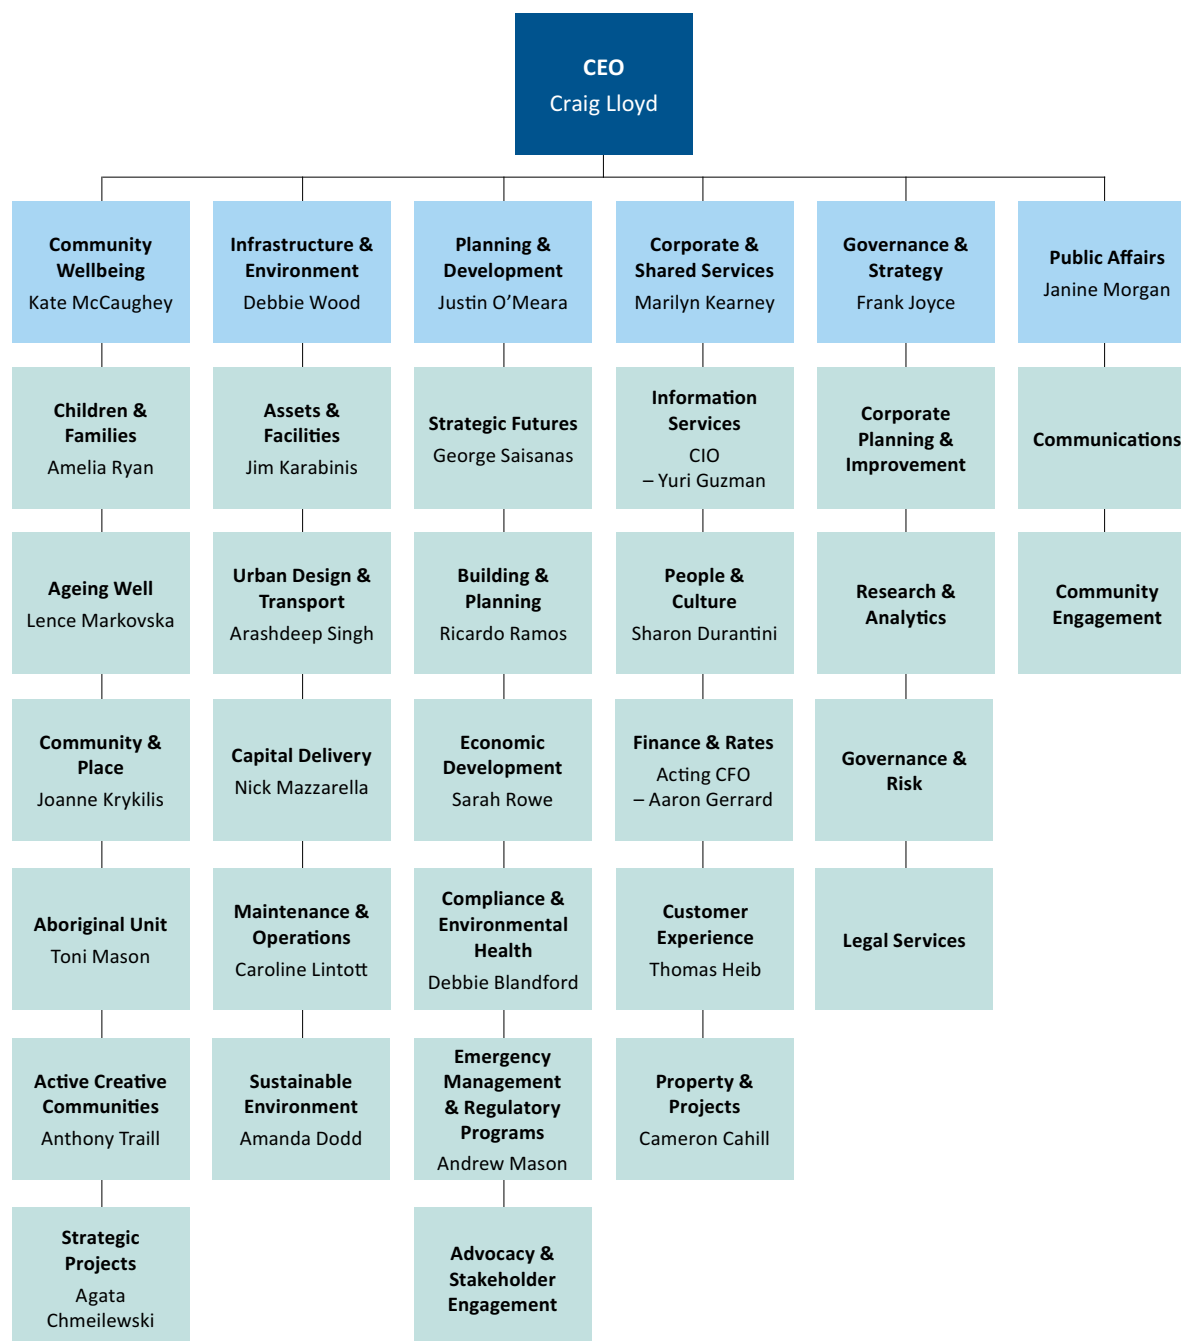 CEO
Craig Lloyd
Community
Wellbeing
Kate McCaughey
Infrastructure &
Environment
Debbie Wood
Planning &
Development
Justin O’Meara
Corporate &
Shared Services
Marilyn Kearney
Governance &
Strategy
Frank Joyce
Public Affairs
Janine Morgan
Children &
Families
Amelia Ryan
Assets &
Facilities
Jim Karabinis
Strategic Futures
George Saisanas
Information
Services
CIO
– Yuri Guzman
Corporate
Planning &
Improvement
Communications
Ageing Well
Lence Markovska
Urban Design &
Transport
Arashdeep Singh
Building &
Planning
Ricardo Ramos
People &
Culture
Sharon Durantini
Research &
Analytics
Community
Engagement
Community &
Place
Joanne Krykilis
Capital Delivery
Nick Mazzarella
Economic
Development
Sarah Rowe
Finance & Rates
Acting CFO
– Aaron Gerrard
Governance &
Risk
Aboriginal Unit
Toni Mason
Maintenance &
Operations
Caroline Lintott
Compliance &
Environmental
Health
Debbie Blandford
Customer
Experience
Thomas Heib
Legal Services
Active Creative
Communities
Anthony Traill
Sustainable
Environment
Amanda Dodd
Emergency
Management
& Regulatory
Programs
Andrew Mason
Property &
Projects
Cameron Cahill
Strategic
Projects
Agata
Chmeilewski
Advocacy &
Stakeholder
Engagement